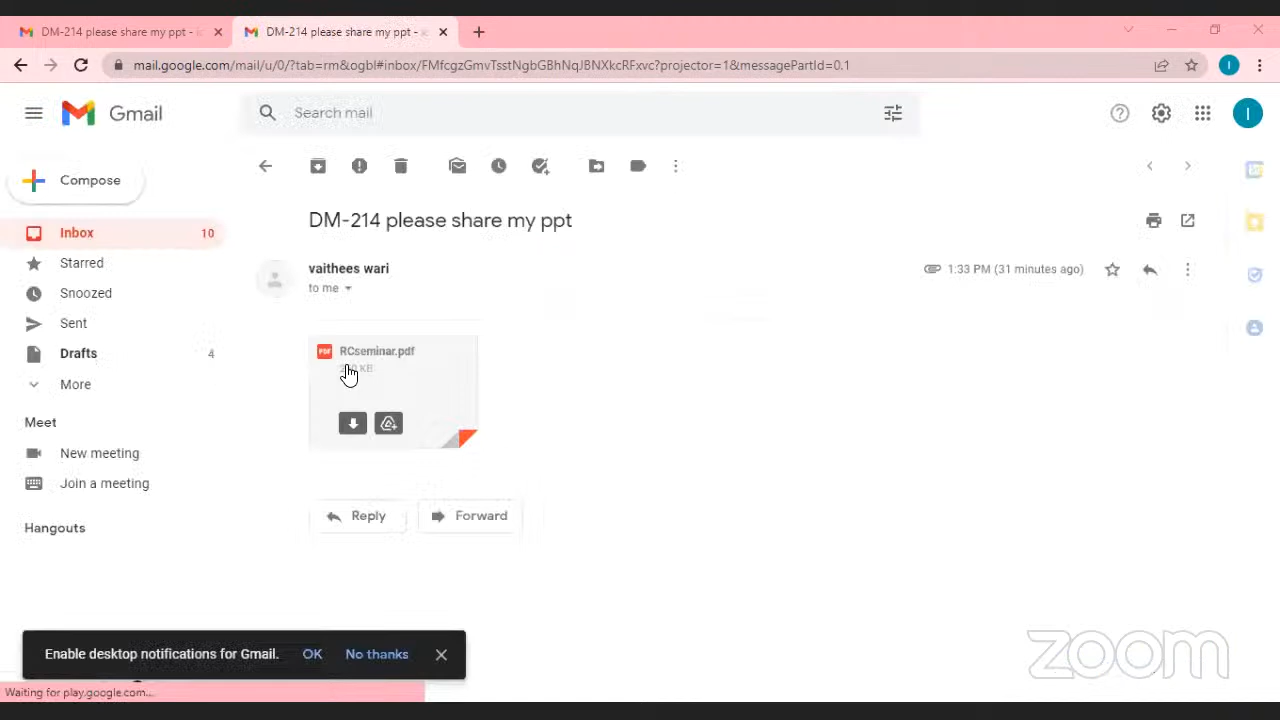 DM-214 please share my ppt -
DM-214 please share my ppt -
mail.google.com/mail/u/0/?tab=rm&ogbl#inbox/FMfcgzGmvTsstNgbGBhNqJBNXkcRFxvc?projector=1&messagePartId=0.1
I
Gmail
Search mail
I
Compose
DM-214 please share my ppt
Inbox 10
Starred
vaithees wari
1:33 PM (31 minutes ago)
to me
Snoozed
Sent
Drafts 4
PDF RCseminar.pdf
KB
More
Meet
New meeting
Join a meeting
Reply
Forward
Hangouts
Enable desktop notifications for Gmail. OK No thanks
zoom
Waiting for play.google.com...